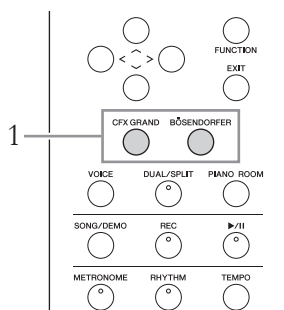 FUNCTION
EXIT
1
CFX GRAND BÖSENDORFER
VOICE DUAL/SPLIT PIANO ROOM
SONG/DEMO REC ►/II
METRONOME RHYTHM TEMPO